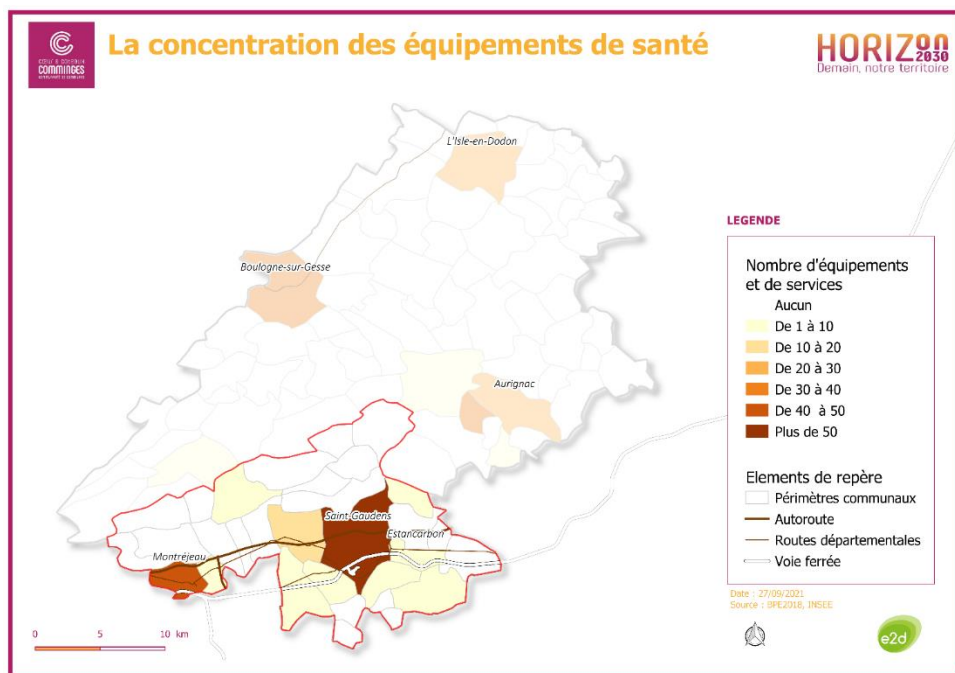 La concentration des équipements de santé
CŒUR & COTEAUX
COMMINGES
HORIZON
2030
Demain, notre territoire
L'Isle-en-Dodon
Boulogne-sur-Gesse
Aurignac
Saint-Gaudens
Estancarbon
Montréjeau
LEGENDE
Nombre d'équipements
et de services
Aucun
De 1 à 10
De 10 à 20
De 20 à 30
De 30 à 40
De 40 à 50
Plus de 50
Elements de repère
Périmètres communaux
Autoroute
Routes départementales
Voie ferrée
Date : 27/09/2021
Source : BPE2018, INSEE
0 5 10 km
e2d